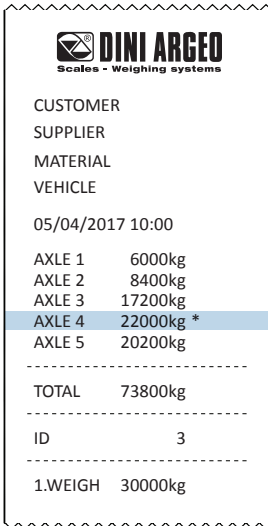 ® DINI ARGEO
Scales - Weighing systems
CUSTOMER
SUPPLIER
MATERIAL
VEHICLE
05/04/2017 10:00
AXLE 1 6000kg
AXLE 2 8400kg
AXLE 3 17200kg
AXLE 4 22000kg *
AXLE 5 20200kg
TOTAL 73800kg
ID 3
1.WEIGH 30000kg